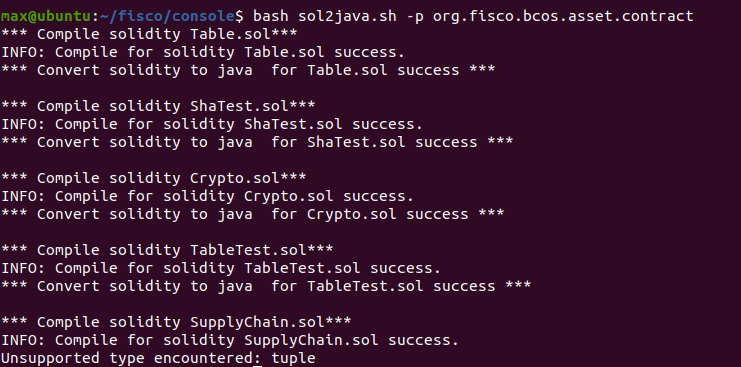 max@ubuntu:~/fisco/console$ bash sol2java.sh -p org.fisco.bcos.asset.contract
*** Compile solidity Table.sol***
INFO: Compile for solidity Table.sol success.
*** Convert solidity to java  for Table.sol success ***
*** Compile solidity ShaTest.sol***
INFO: Compile for solidity ShaTest.sol success.
*** Convert solidity to java  for ShaTest.sol success ***
*** Compile solidity Crypto.sol***
INFO: Compile for solidity Crypto.sol success.
*** Convert solidity to java  for Crypto.sol success ***
*** Compile solidity TableTest.sol***
INFO: Compile for solidity TableTest.sol success.
*** Convert solidity to java  for TableTest.sol success ***
*** Compile solidity SupplyChain.sol***
INFO: Compile for solidity SupplyChain.sol success.
Unsupported type encountered: tuple